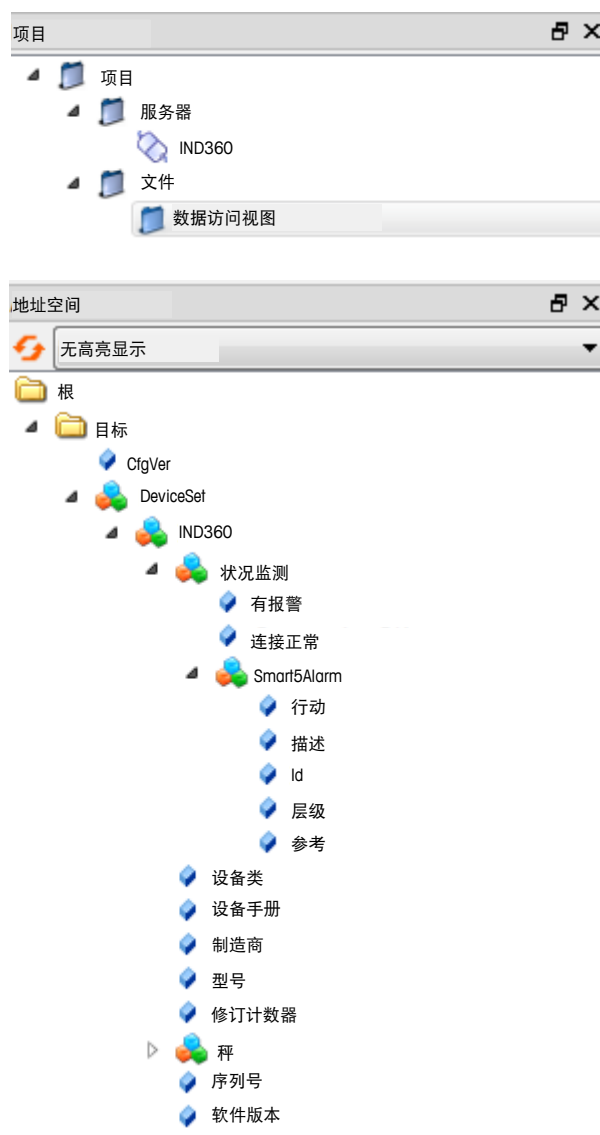 项目
项目
服务器
IND360
文件
数据访问视图
地址空间
无高亮显示
根
目标
CfgVer
DeviceSet
IND360
状况监测
有报警
连接正常
Smart5Alarm
行动
描述
Id
层级
参考
设备类
设备手册
制造商
型号
修订计数器
秤
序列号
软件版本